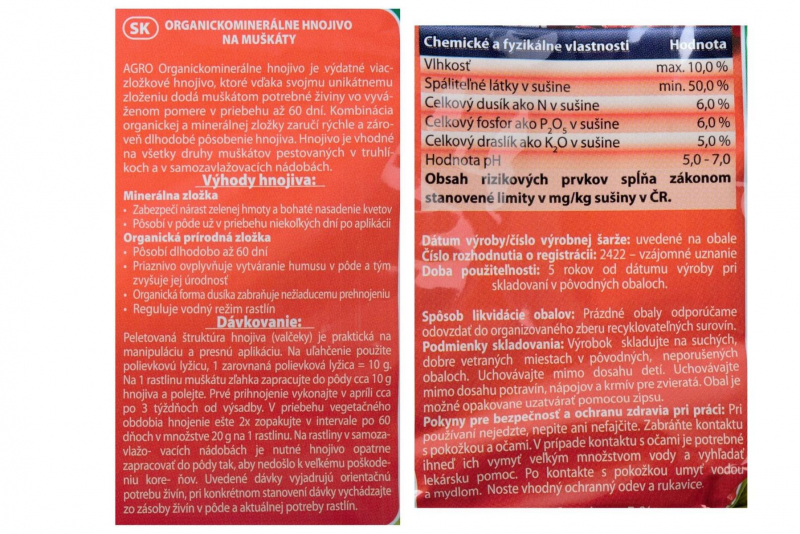 SK
ORGANICKOMINERÁLNE HNOJIVO
NA MUŠKÁTY
AGRO Organickominerálne hnojivo je výdatné viac-
zložkové hnojivo, ktoré vďaka svojmu unikátnemu
zloženiu dodá muškátom potrebné živiny vo vyvá-
ženom pomere v priebehu až 60 dní. Kombinácia
organickej a minerálnej zložky zaručí rýchle a záro-
veň dlhodobé pôsobenie hnojiva. Hnojivo je vhodné
na všetky druhy muškátov pestovaných v truhlí-
koch a v samozavlažovacích nádobách.
Výhody hnojiva:
Minerálna zložka
• Zabezpečí nárast zelenej hmoty a bohaté nasadenie kvetov
• Pôsobí v pôde už v priebehu niekoľkých dní po aplikácií
Organická prírodná zložka
• Pôsobí dlhodobo až 60 dní
• Priaznivo ovplyvňuje vytváranie humusu v pôde a tým
zvyšuje jej úrodnosť
• Organická forma dusíka zabraňuje nežiaducemu prehnojeniu
• Reguluje vodný režim rastlín
Dávkovanie:
Peletovaná štruktúra hnojiva (valčeky) je praktická na
manipuláciu a presnú aplikáciu. Na uľahčenie použite
polievkovú lyžicu, 1 zarovnaná polievková lyžica = 10 g.
Na 1 rastlinu muškátu zľahka zapracujte do pôdy cca 10 g
hnojiva a polejte. Prvé prihnojenie vykonajte v apríli cca
po 3 týždňoch od výsadby. V priebehu vegetačného
obdobia hnojenie ešte 2x zopakujte v intervale po 60
dňoch v množstve 20 g na 1 rastlinu. Na rastliny v samoza-
vlažo- vacích nádobách je nutné hnojivo opatrne
zapracovať do pôdy tak, aby nedošlo k veľkému poškode-
niu kore- ňov. Uvedené dávky vyjadrujú orientačnú
potrebu živín, pri konkrétnom stanovení dávky vychádzajte
zo zásoby živín v pôde a aktuálnej potreby rastlín.
Chemické a fyzikálne vlastnosti Hodnota
Vlhkosť max. 10,0 %
Spáliteľné látky v sušine min. 50,0 %
Celkový dusík ako N v sušine 6,0 %
Celkový fosfor ako P₂O₅ v sušine 6,0 %
Celkový draslík ako K₂O v sušine 5,0 %
Hodnota pH 5,0 - 7,0
Obsah rizikových prvkov spĺňa zákonom
stanovené limity v mg/kg sušiny v ČR.
Dátum výroby/číslo výrobnej šarže: uvedené na obale
Číslo rozhodnutia o registrácii: 2422 – vzájomné uznanie
Doba použiteľnosti: 5 rokov od dátumu výroby pri
skladovaní v pôvodných obaloch.
Spôsob likvidácie obalov: Prázdné obaly odporúčame
odovzdať do organizovaného zberu recyklovateľných surovín.
Podmienky skladovania: Výrobok skladujte na suchých,
dobre vetraných miestach v pôvodných, neporušených
obaloch. Uchovávajte mimo dosahu detí. Uchovávajte
mimo dosahu potravín, nápojov a krmív pre zvieratá. Obal je
možné opakovane uzatvárať pomocou zipsu.
Pokyny pre bezpečnosť a ochranu zdravia pri práci: Pri
používaní nejedzte, nepite ani nefajčite. Zabráňte kontaktu
s pokožkou a očami. V prípade kontaktu s očami je potrebné
ihneď ich vymyť veľkým množstvom vody a vyhľadať
lekársku pomoc. Po kontakte s pokožkou umyť vodou
a mydlom. Noste vhodný ochranný odev a rukavice.